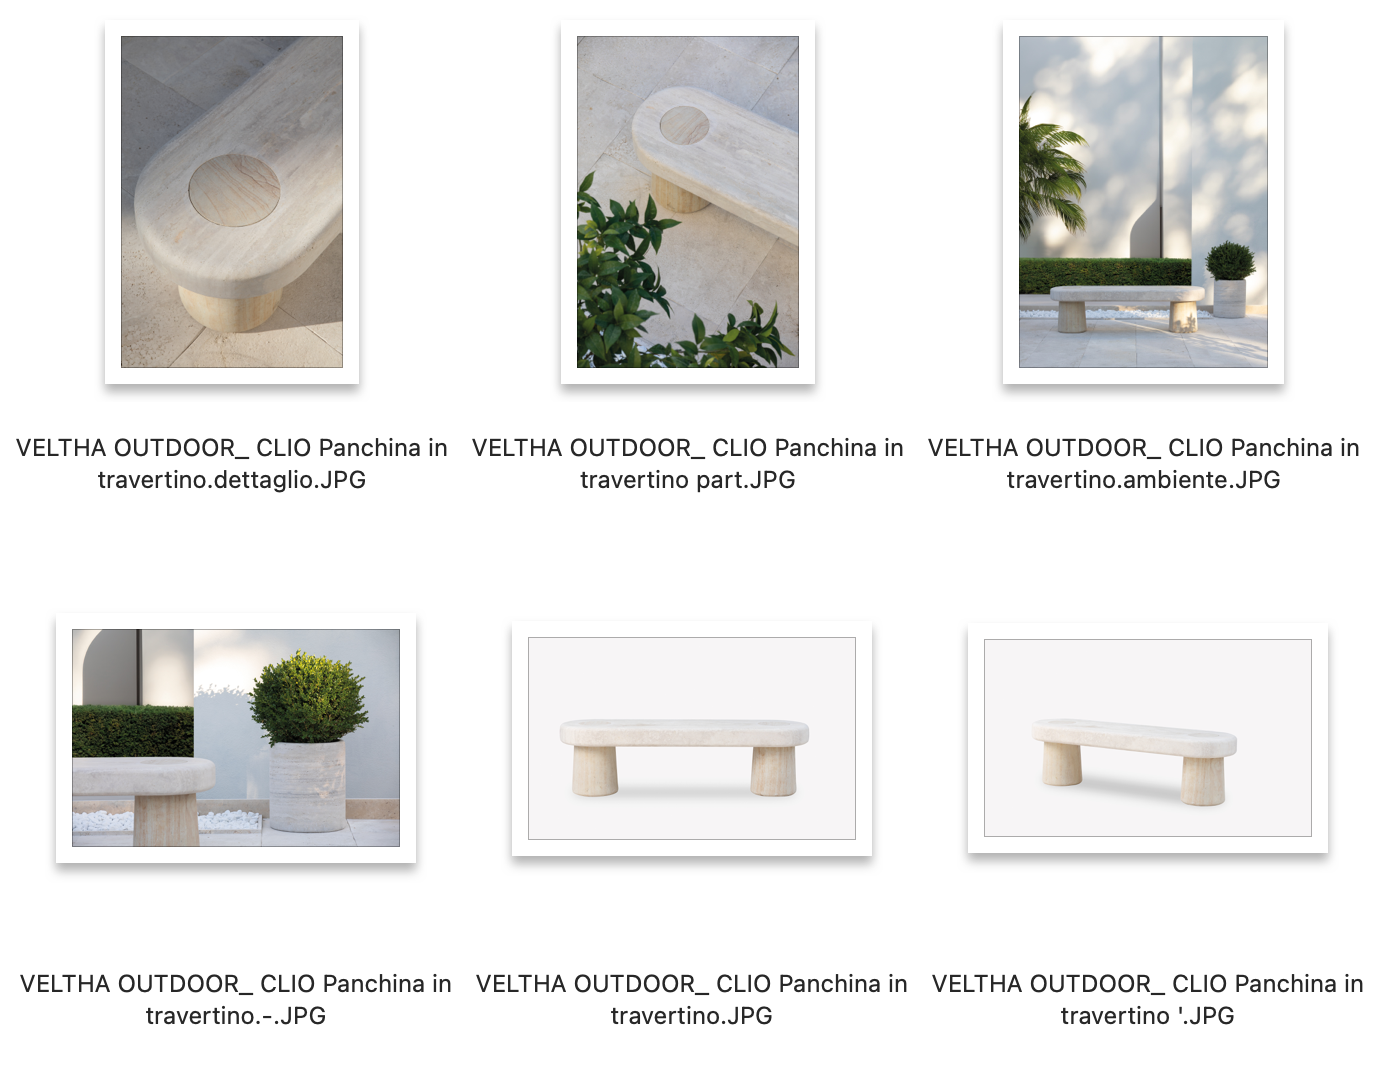 VELTHA OUTDOOR_ CLIO Panchina in
travertino.dettaglio.JPG
VELTHA OUTDOOR_ CLIO Panchina in
travertino part.JPG
VELTHA OUTDOOR_ CLIO Panchina in
travertino.ambiente.JPG
VELTHA OUTDOOR_ CLIO Panchina in
travertino.-.JPG
VELTHA OUTDOOR_ CLIO Panchina in
travertino.JPG
VELTHA OUTDOOR_ CLIO Panchina in
travertino '.JPG